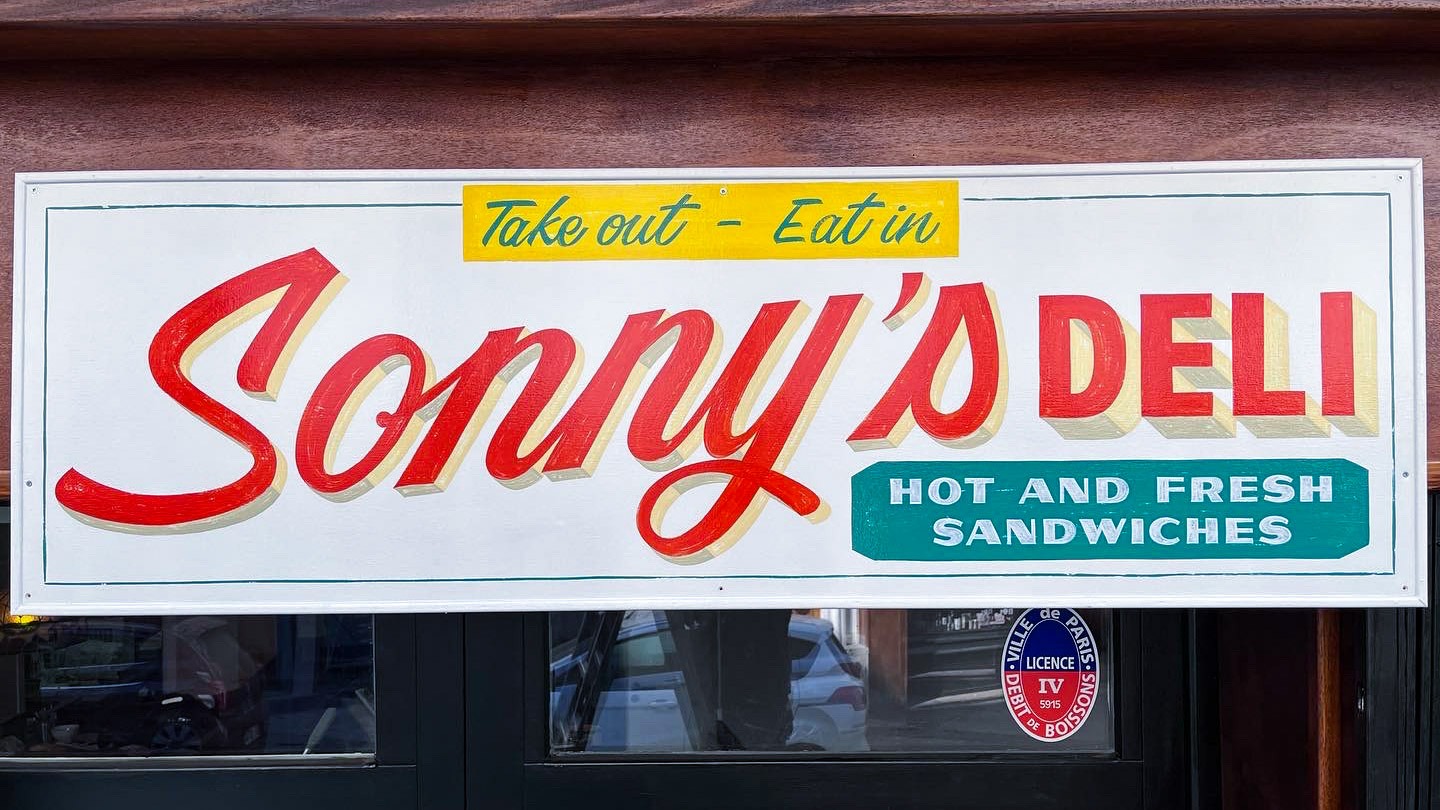 Take out - Eat in
Sonny's DELI
HOT AND FRESH
SANDWICHES
VILLE de PARIS
LICENCE
IV
5915
DEBIT DE BOISSONS